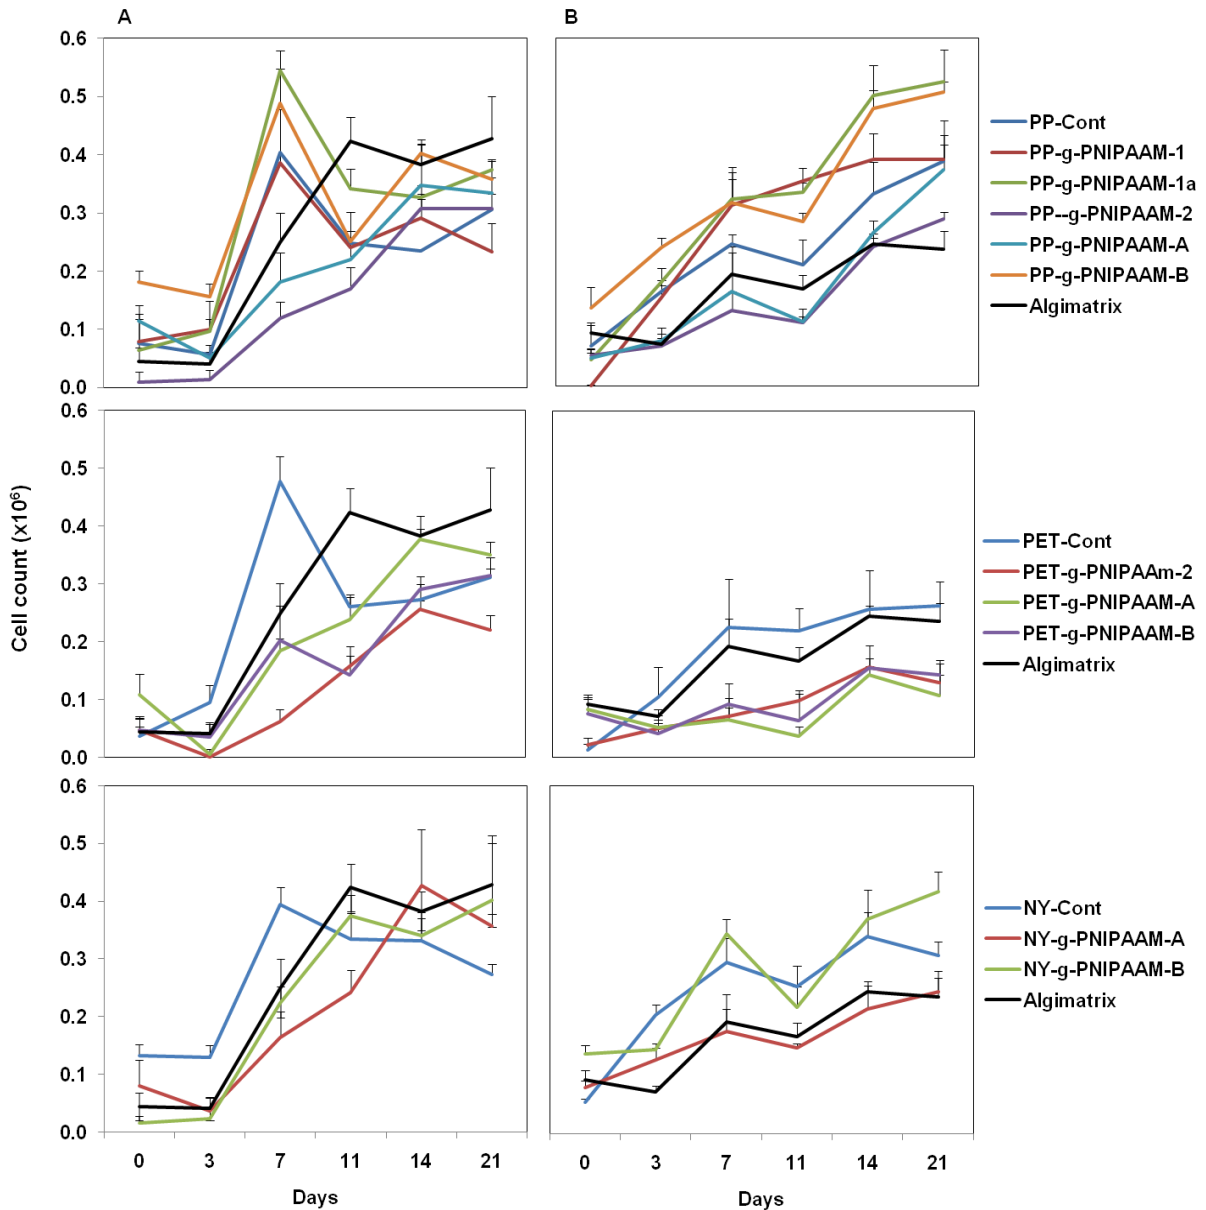 A
B
0.6
0.5
0.4
0.3
0.2
0.1
0.0
PP-Cont
PP-g-PNIPAAM-1
PP-g-PNIPAAM-1a
PP--g-PNIPAAM-2
PP-g-PNIPAAM-A
PP-g-PNIPAAM-B
Algimatrix
Cell count (x10⁶)
0.6
0.5
0.4
0.3
0.2
0.1
0.0
PET-Cont
PET-g-PNIPAAm-2
PET-g-PNIPAAM-A
PET-g-PNIPAAM-B
Algimatrix
0.6
0.5
0.4
0.3
0.2
0.1
0.0
NY-Cont
NY-g-PNIPAAM-A
NY-g-PNIPAAM-B
Algimatrix
0 3 7 11 14 21
Days
0 3 7 11 14 21
Days